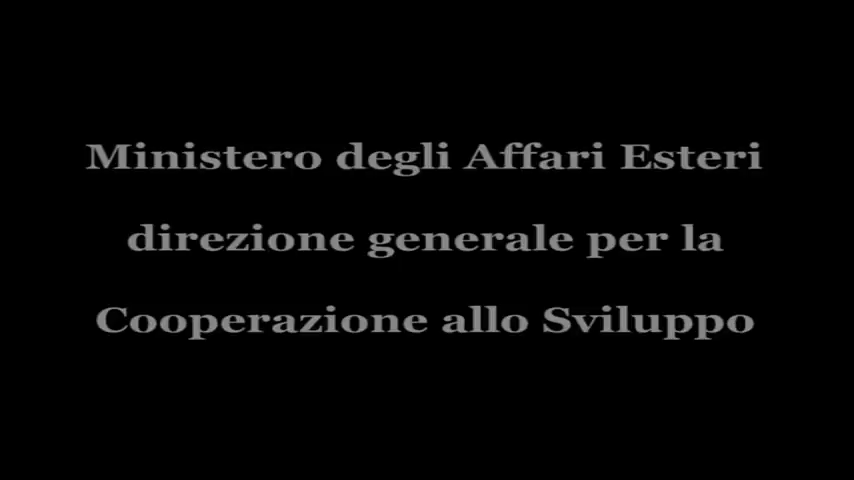 Ministero degli Affari Esteri
direzione generale per la
Cooperazione allo Sviluppo